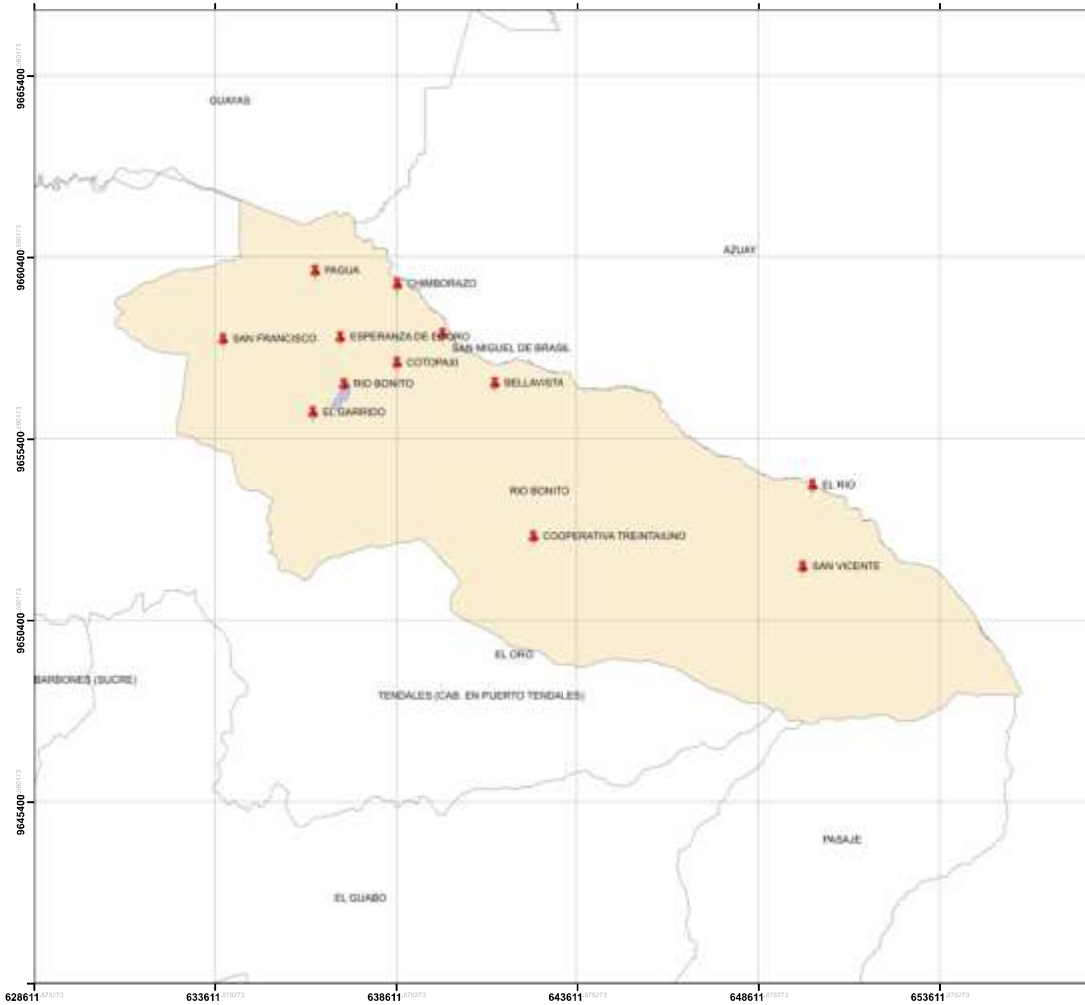 GUAYAS
AZUAY
PAGUA
CHIMBORAZO
SAN FRANCISCO
ESPERANZA DE EL ORO
SAN MIGUEL DE BRASIL
COTOPAXI
RIO BONITO
BELLAVISTA
EL GARRIDO
EL RIO
RIO BONITO
COOPERATIVA TREINTAIUNO
SAN VICENTE
EL ORO
BARBONES (SUCRE)
TENDALES (CAB. EN PUERTO TENDALES)
PASAJE
EL GUABO
9665400
9660400
9655400
9650400
9645400
628611 633611 638611 643611 648611 653611